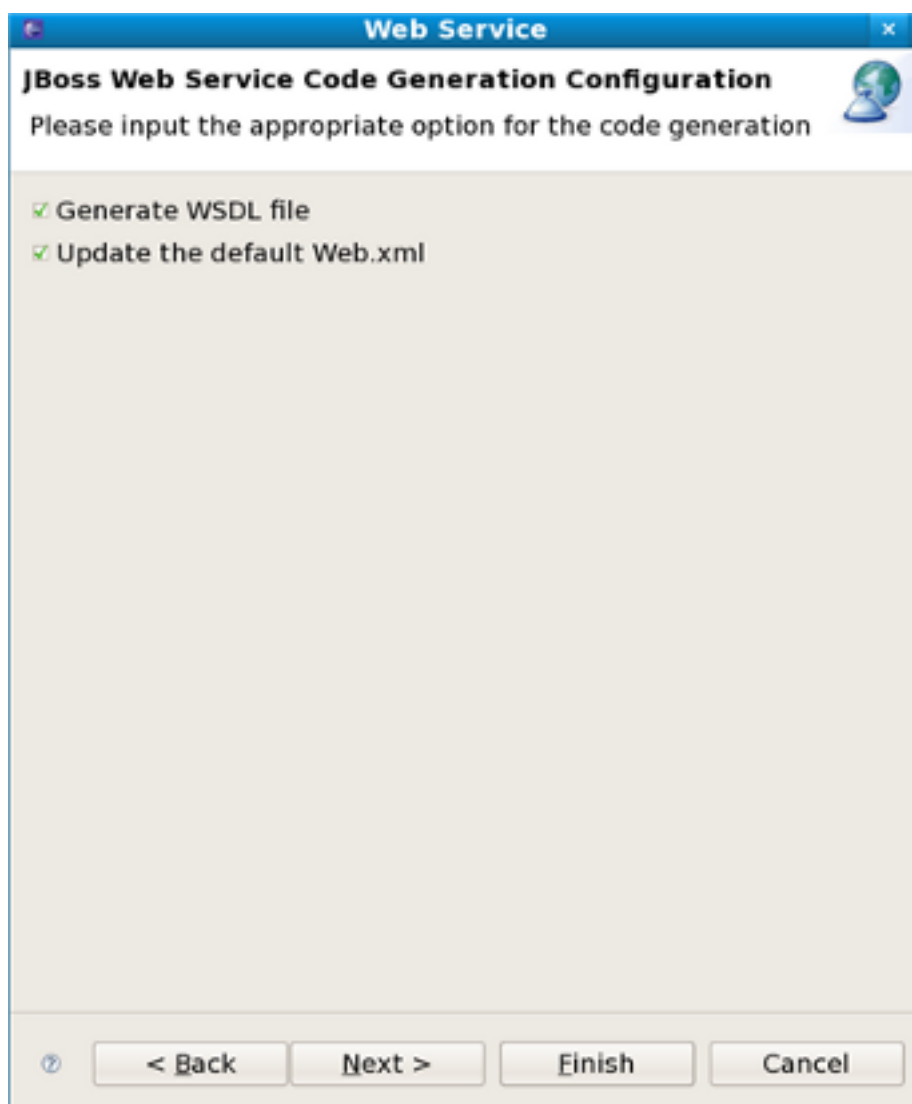 Web Service
JBoss Web Service Code Generation Configuration
Please input the appropriate option for the code generation
Generate WSDL file
Update the default Web.xml
< Back
Next >
Finish
Cancel